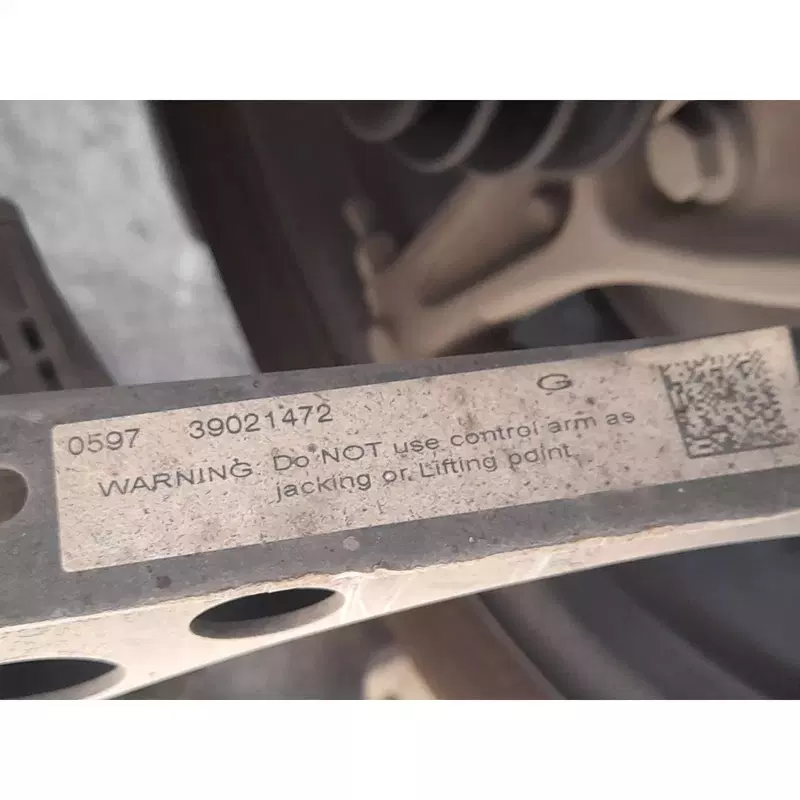 0597 39021472 G
WARNING: Do NOT use control arm as
jacking or Lifting point